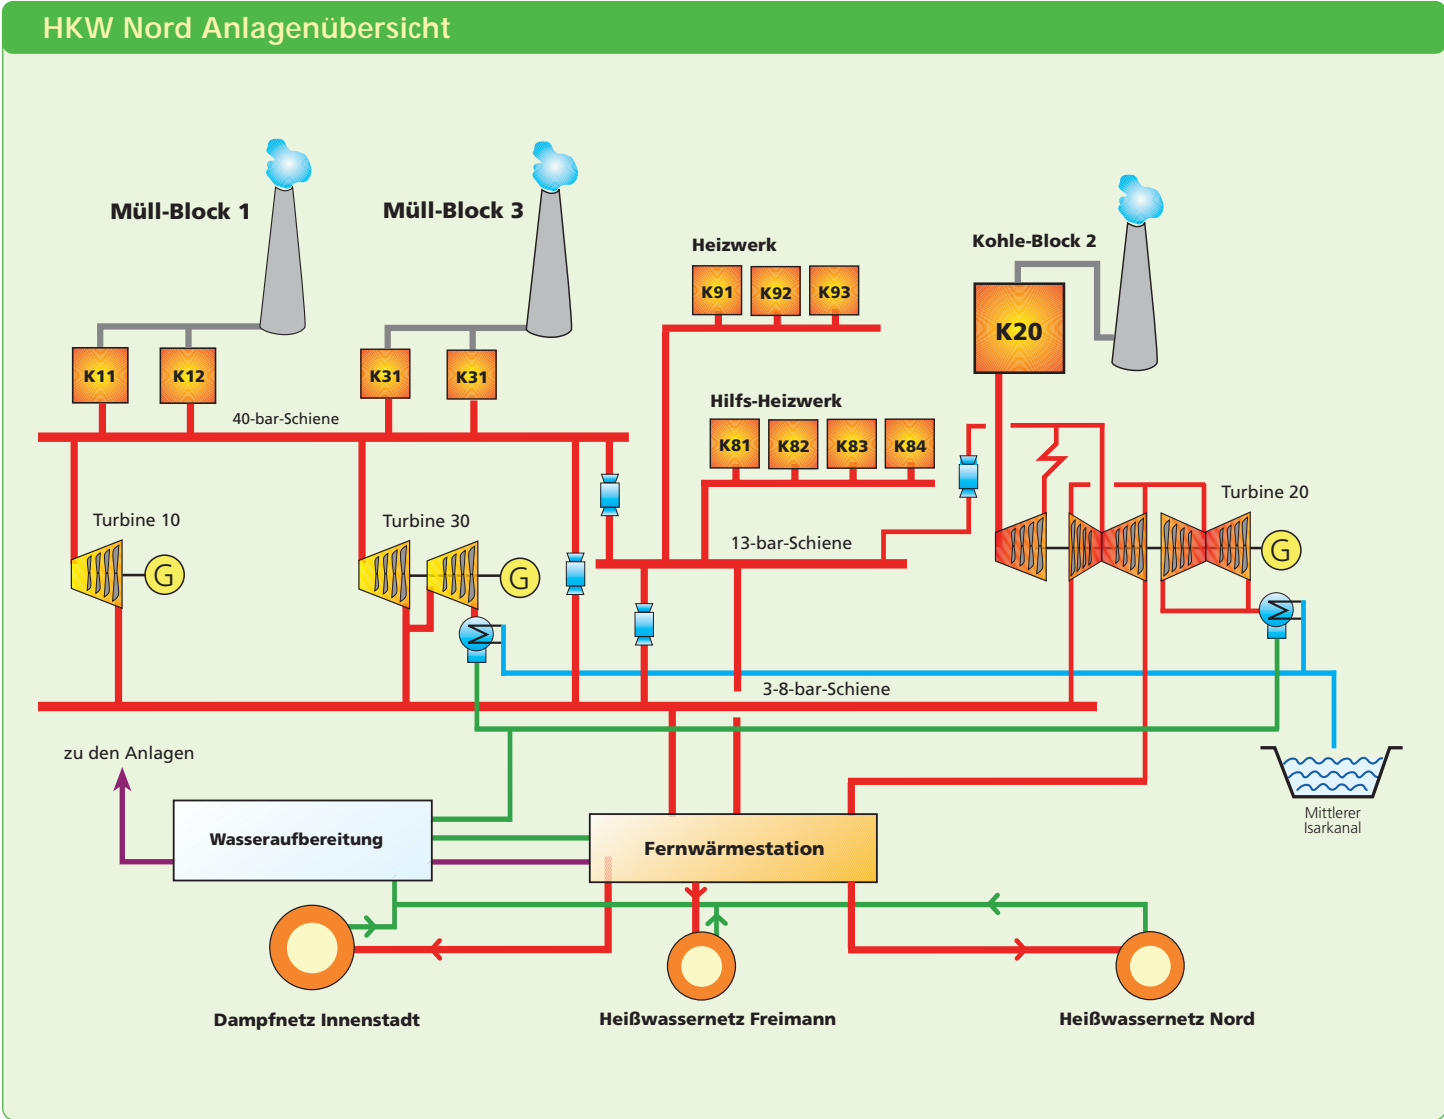 HKW Nord Anlagenübersicht
Müll-Block 1
Müll-Block 3
Heizwerk
Kohle-Block 2
K91
K92
K93
K20
K11
K12
K31
K31
40-bar-Schiene
Hilfs-Heizwerk
K81
K82
K83
K84
Turbine 10
Turbine 30
Turbine 20
13-bar-Schiene
G
G
G
3-8-bar-Schiene
zu den Anlagen
Mittlerer
Isarkanal
Wasseraufbereitung
Fernwärmestation
Dampfnetz Innenstadt
Heißwassernetz Freimann
Heißwassernetz Nord